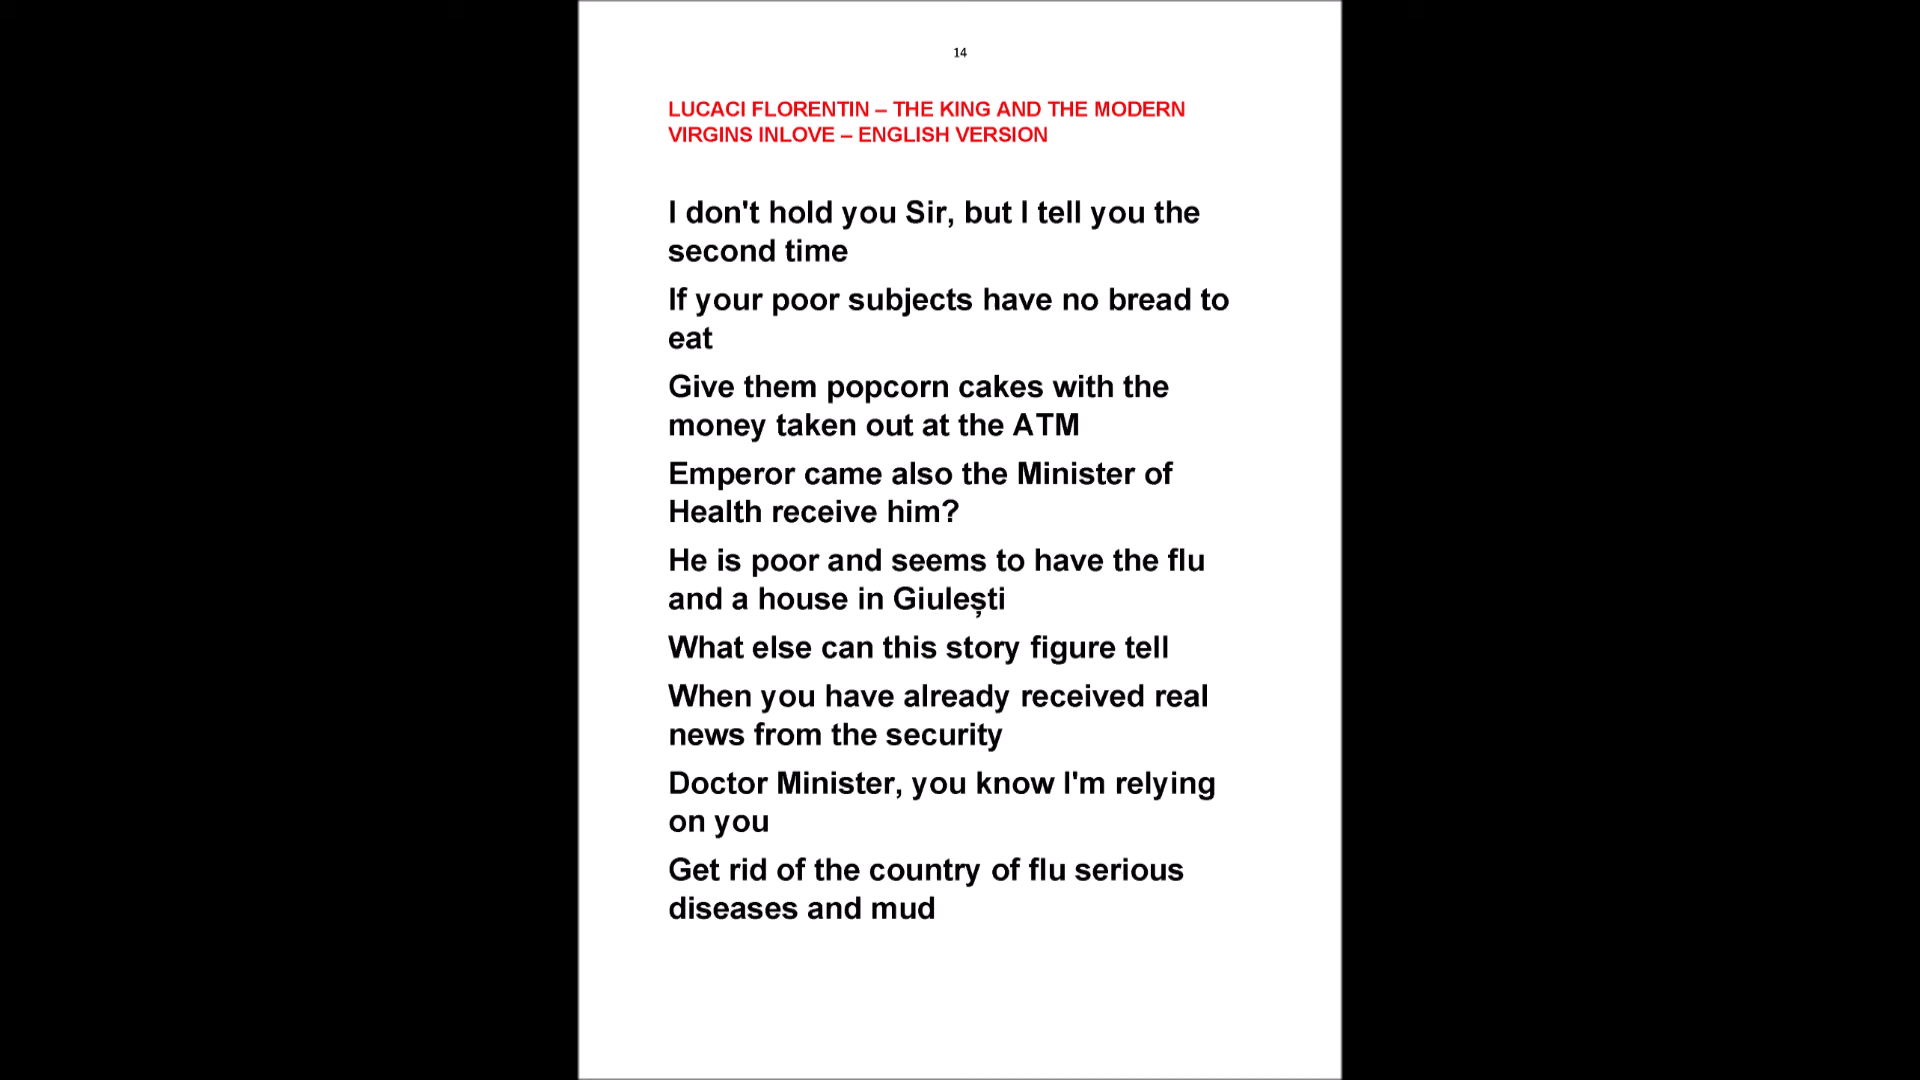 14
LUCACI FLORENTIN – THE KING AND THE MODERN
VIRGINS INLOVE – ENGLISH VERSION
I don't hold you Sir, but I tell you the
second time
If your poor subjects have no bread to
eat
Give them popcorn cakes with the
money taken out at the ATM
Emperor came also the Minister of
Health receive him?
He is poor and seems to have the flu
and a house in Giulești
What else can this story figure tell
When you have already received real
news from the security
Doctor Minister, you know I'm relying
on you
Get rid of the country of flu serious
diseases and mud